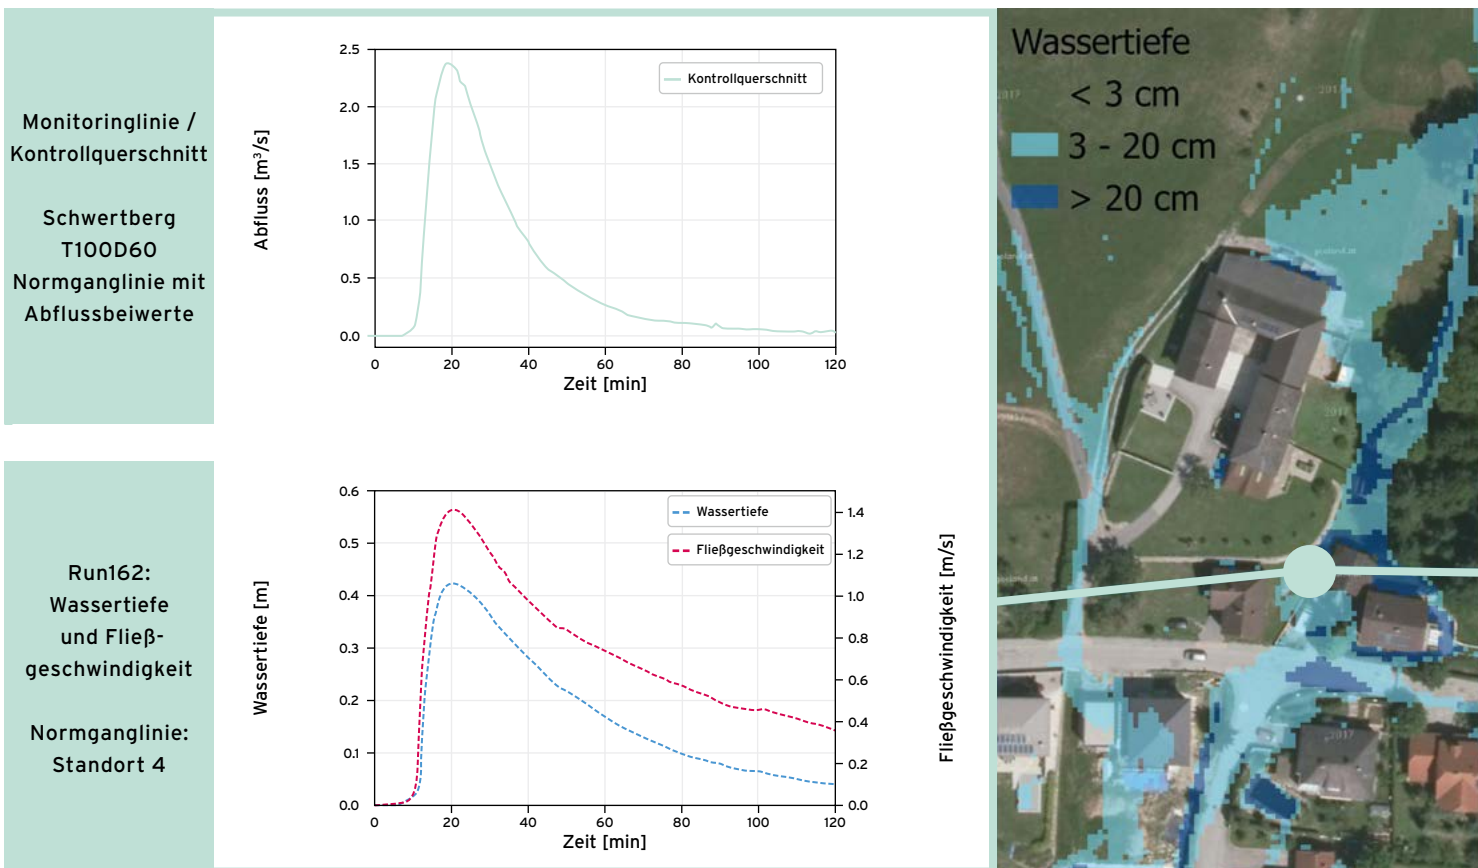 Monitoringlinie /
Kontrollquerschnitt
Schwertberg
T100D60
Normganglinie mit
Abflussbeiwerte
Abfluss [m³/s]
2.5
2.0
1.5
1.0
0.5
0.0
Kontrollquerschnitt
0 20 40 60 80 100 120
Zeit [min]
Run162:
Wassertiefe
und Fließ-
geschwindigkeit
Normganglinie:
Standort 4
Wassertiefe [m]
0.6
0.5
0.4
0.3
0.2
0.1
0.0
Wassertiefe
Fließgeschwindigkeit
1.4
1.2
1.0
0.8
0.6
0.4
0.2
0.0
Fließgeschwindigkeit [m/s]
0 20 40 60 80 100 120
Zeit [min]
Wassertiefe
< 3 cm
3 - 20 cm
> 20 cm
2017